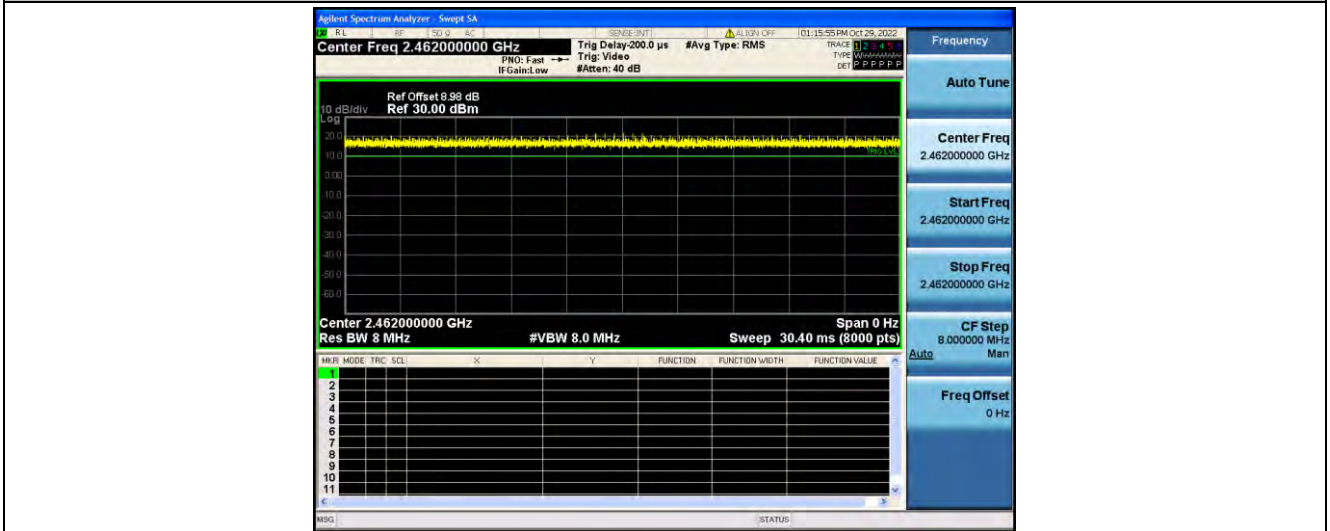 Agilent Spectrum Analyzer - Swept SA
RL RF 50 Ω AC SENSE:INT ALIGN OFF 01:15:55 PM Oct 29, 2022
Center Freq 2.462000000 GHz
PNO: Fast
IFGain:Low
Trig Delay-200.0 µs
Trig: Video
#Atten: 40 dB
#Avg Type: RMS
TRACE 1 2 3 4 5 6
TYPE
DET P P P P P P
Ref Offset 8.98 dB
10 dB/div Ref 30.00 dBm
Log
20.0
10.0
TRIG LVL
0.00
-10.0
-20.0
-30.0
-40.0
-50.0
-60.0
Center 2.462000000 GHz Span 0 Hz
Res BW 8 MHz #VBW 8.0 MHz Sweep 30.40 ms (8000 pts)
MKR MODE TRC SCL X Y FUNCTION FUNCTION WIDTH FUNCTION VALUE
1
2
3
4
5
6
7
8
9
10
11
MSG STATUS
Frequency
Auto Tune
Center Freq
2.462000000 GHz
Start Freq
2.462000000 GHz
Stop Freq
2.462000000 GHz
CF Step
8.000000 MHz
Auto Man
Freq Offset
0 Hz